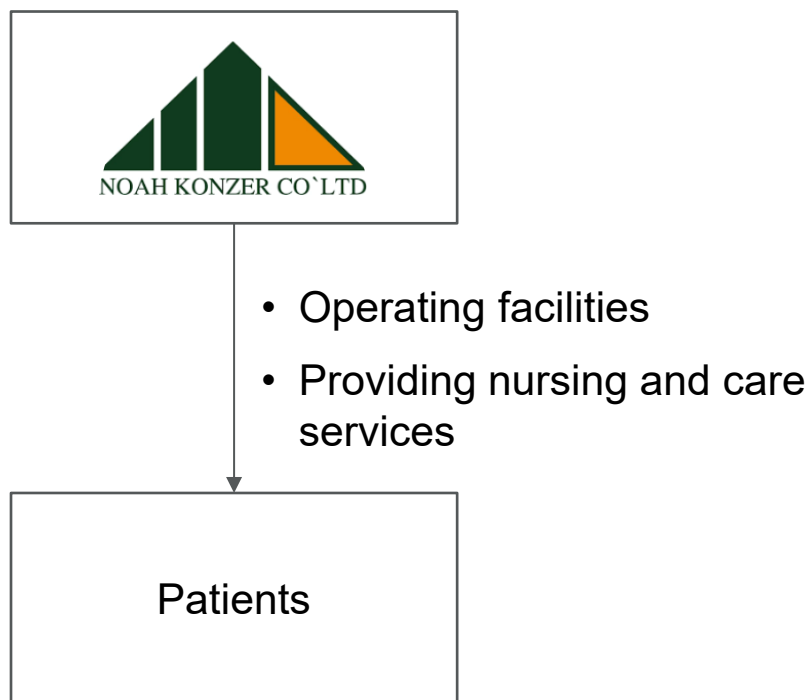 NOAH KONZER CO`LTD
• Operating facilities
• Providing nursing and care
services
Patients